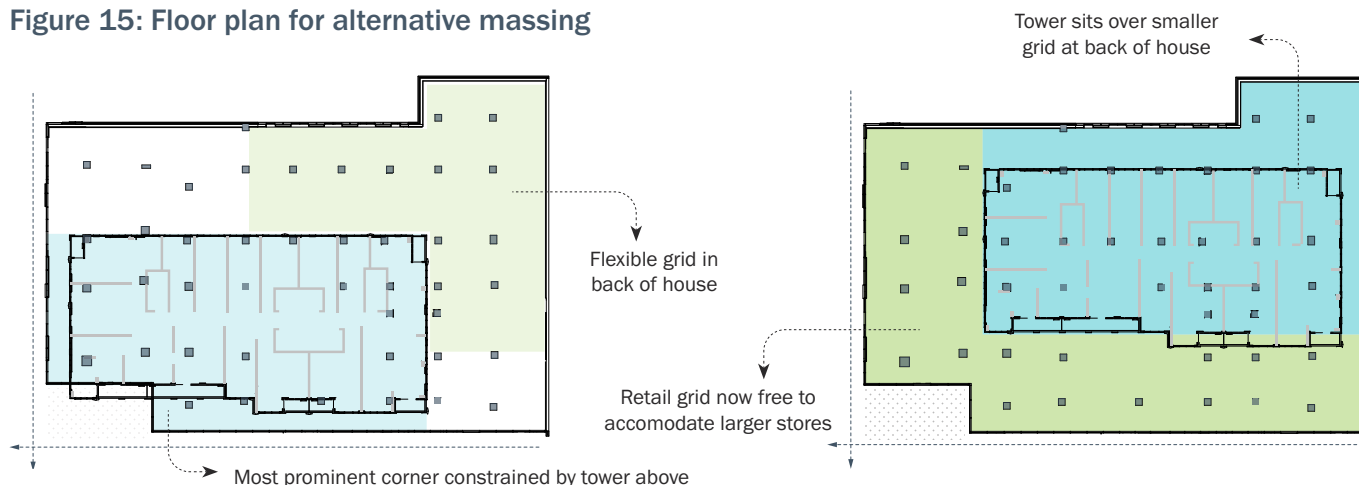 Figure 15: Floor plan for alternative massing
Tower sits over smaller
grid at back of house
Flexible grid in
back of house
Retail grid now free to
accomodate larger stores
Most prominent corner constrained by tower above